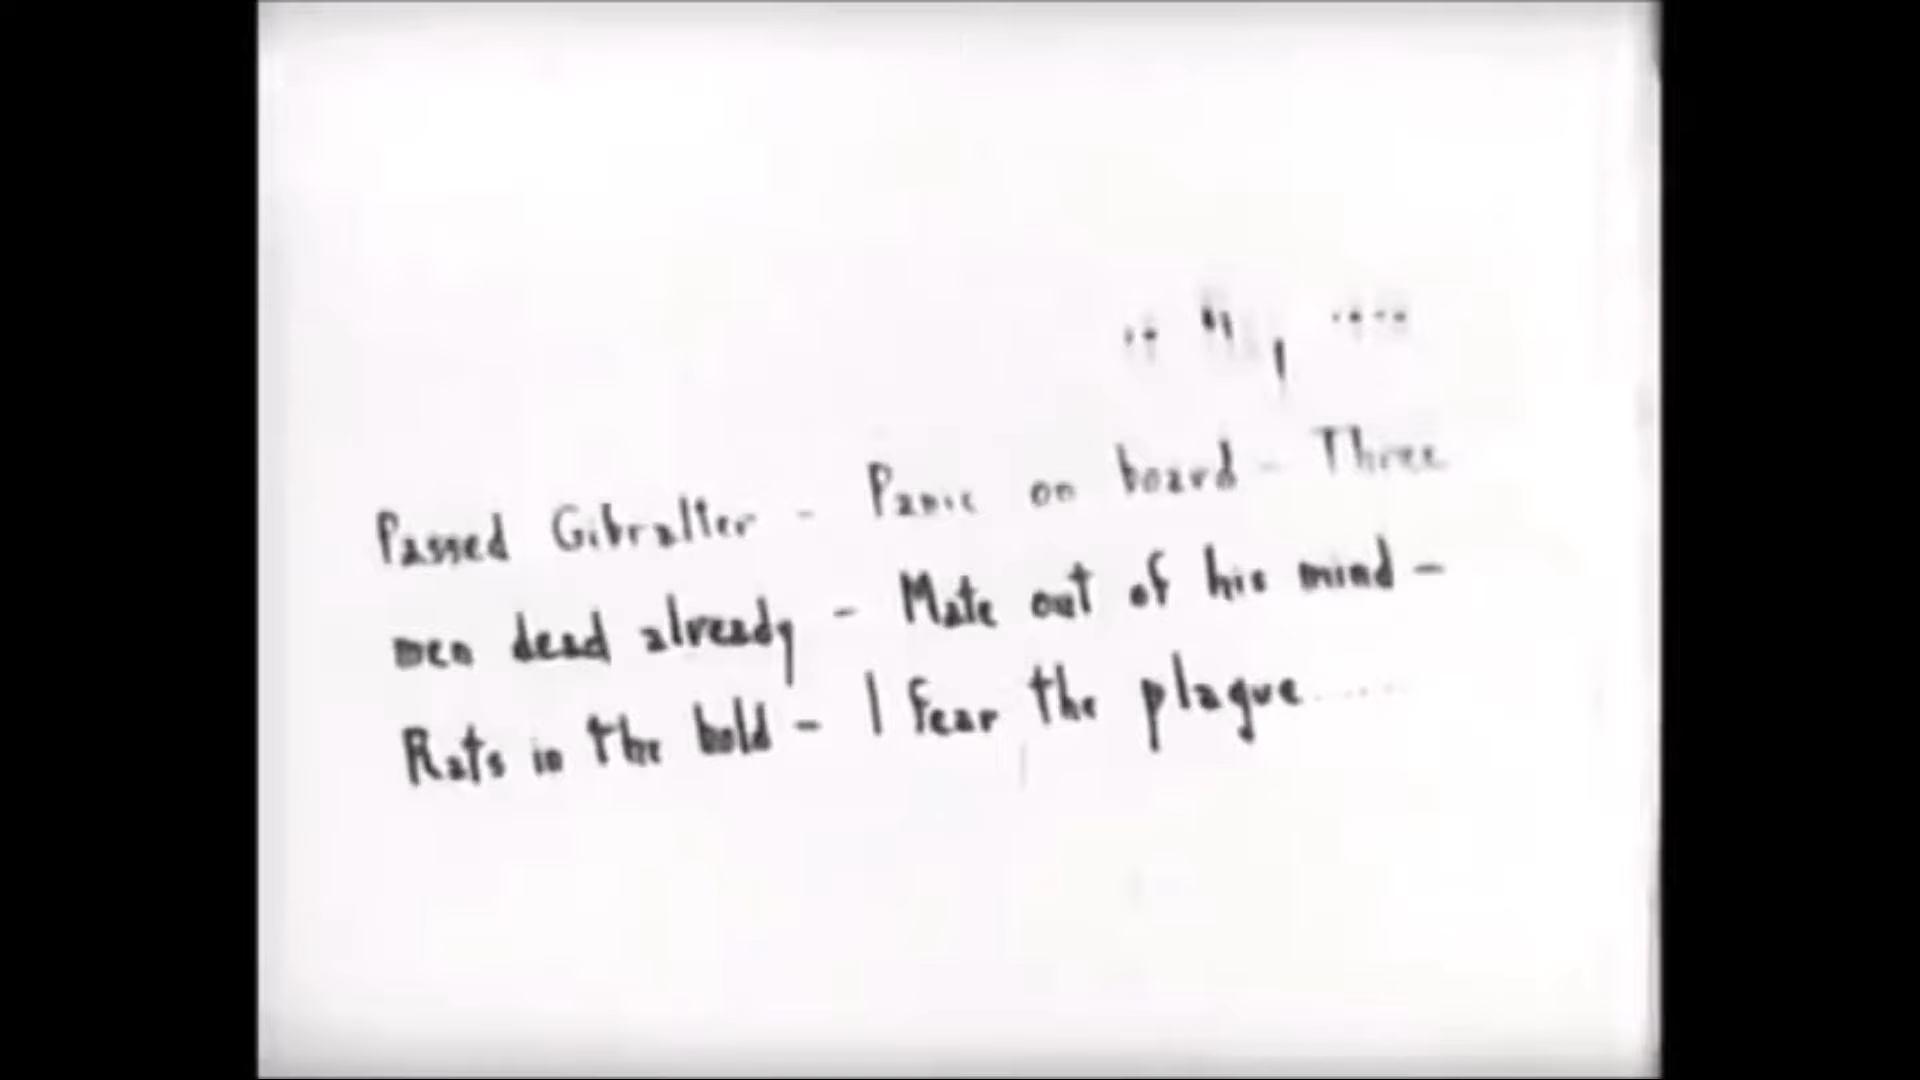 Passed Gibralter - Panic on board - Three
men dead already - Mate out of his mind -
Rats in the hold - I fear the plague.....